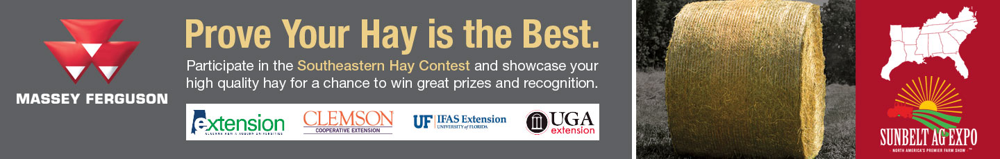 MASSEY FERGUSON
Prove Your Hay is the Best.
Participate in the Southeastern Hay Contest and showcase your
high quality hay for a chance to win great prizes and recognition.
extension
ALABAMA A&M & AUBURN UNIVERSITIES
CLEMSON
COOPERATIVE EXTENSION
UF IFAS Extension
UNIVERSITY of FLORIDA
UGA
extension
SUNBELT AG EXPO
· NORTH AMERICA'S PREMIER FARM SHOW · ™